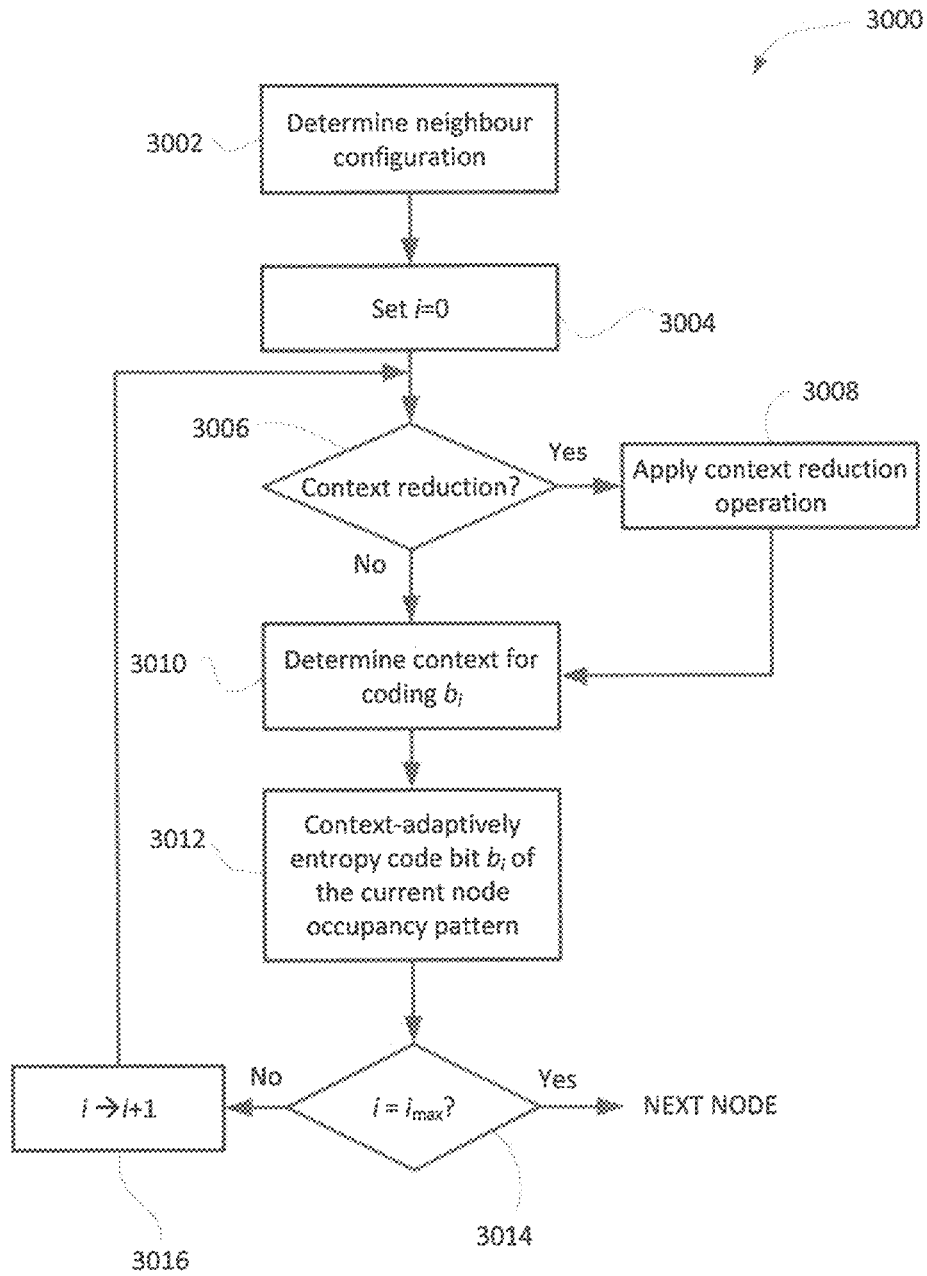 3000
3002
Determine neighbour
configuration
Set i=0
3004
3006
3008
Context reduction?
Yes
Apply context reduction
operation
No
3010
Determine context for
coding bᵢ
3012
Context-adaptively
entropy code bit bᵢ of
the current node
occupancy pattern
No
Yes
i →i+1
i = iₘₐₓ?
NEXT NODE
3014
3016